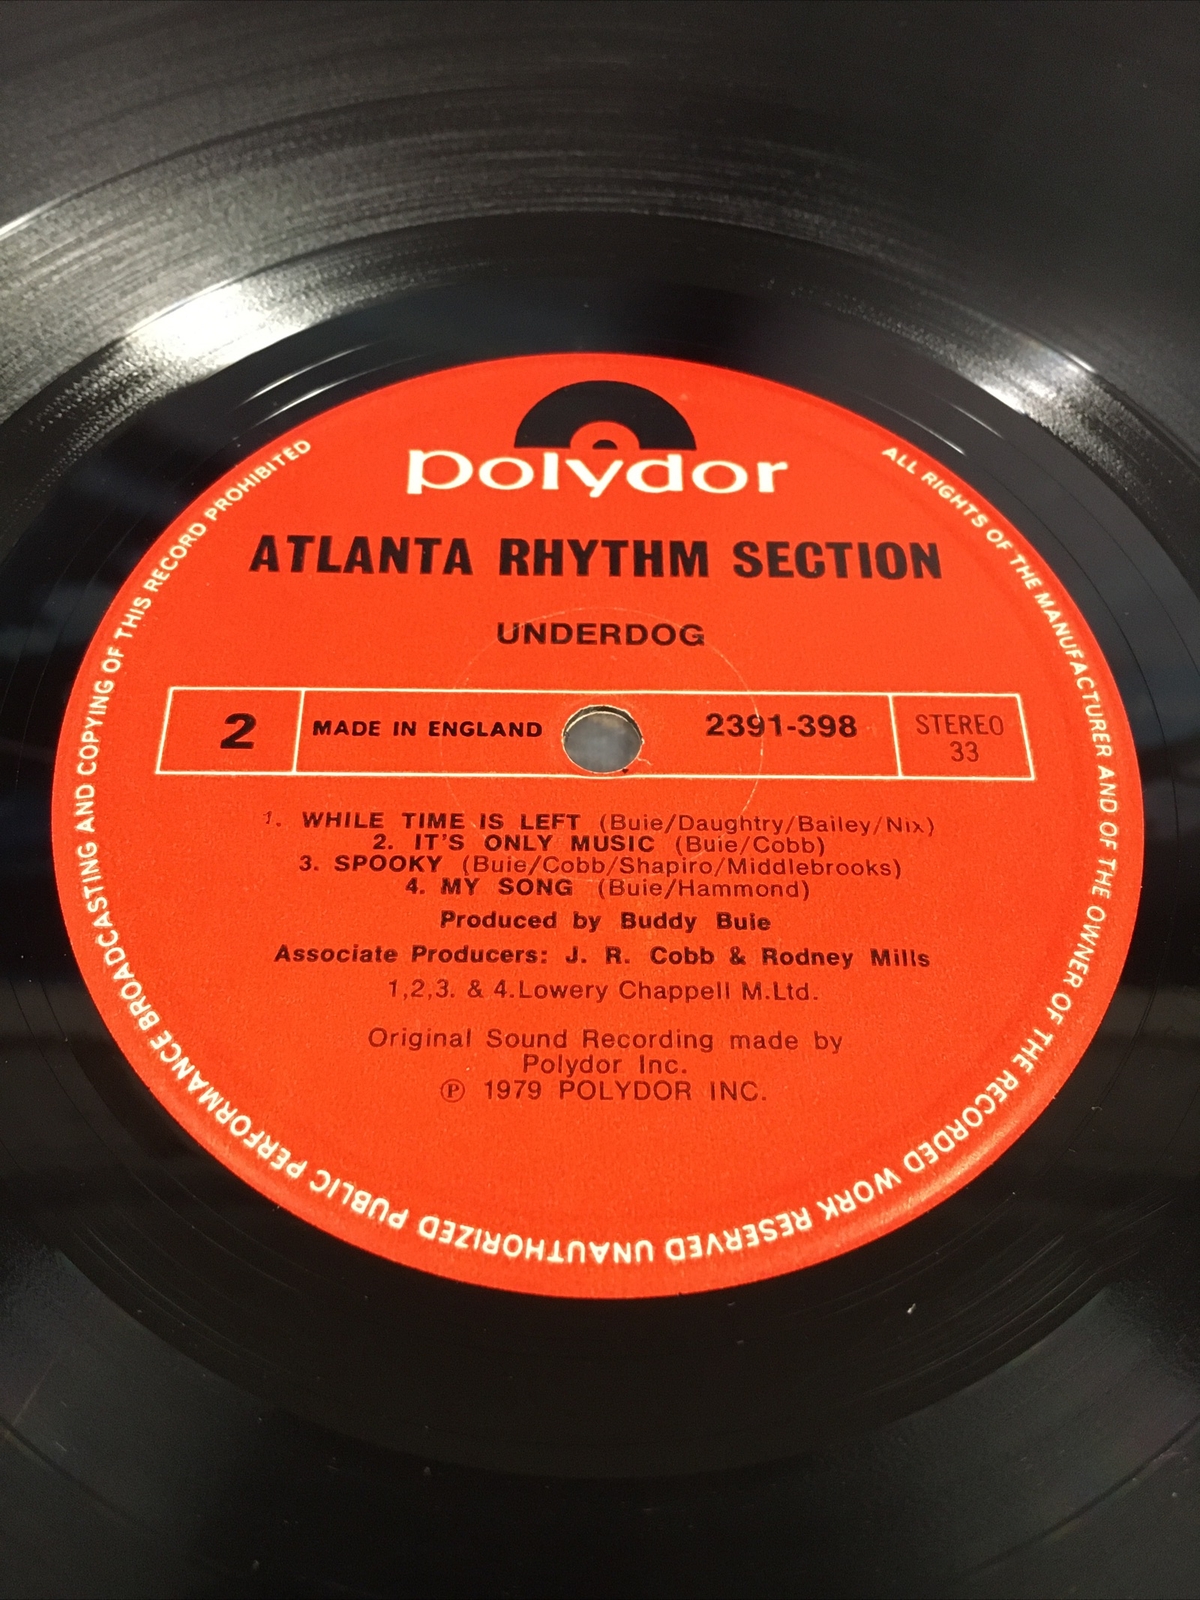 polydor
ATLANTA RHYTHM SECTION
UNDERDOG
2 MADE IN ENGLAND 2391-398 STEREO
33
1. WHILE TIME IS LEFT (Buie/Daughtry/Bailey/Nix)
2. IT'S ONLY MUSIC (Buie/Cobb)
3. SPOOKY (Buie/Cobb/Shapiro/Middlebrooks)
4. MY SONG (Buie/Hammond)
Produced by Buddy Buie
Associate Producers: J. R. Cobb & Rodney Mills
1,2,3. & 4.Lowery Chappell M.Ltd.
Original Sound Recording made by
Polydor Inc.
℗ 1979 POLYDOR INC.
ALL RIGHTS OF THE MANUFACTURER AND OF THE OWNER OF THE RECORDED WORK RESERVED UNAUTHORIZED PUBLIC PERFORMANCE BROADCASTING AND COPYING OF THIS RECORD PROHIBITED